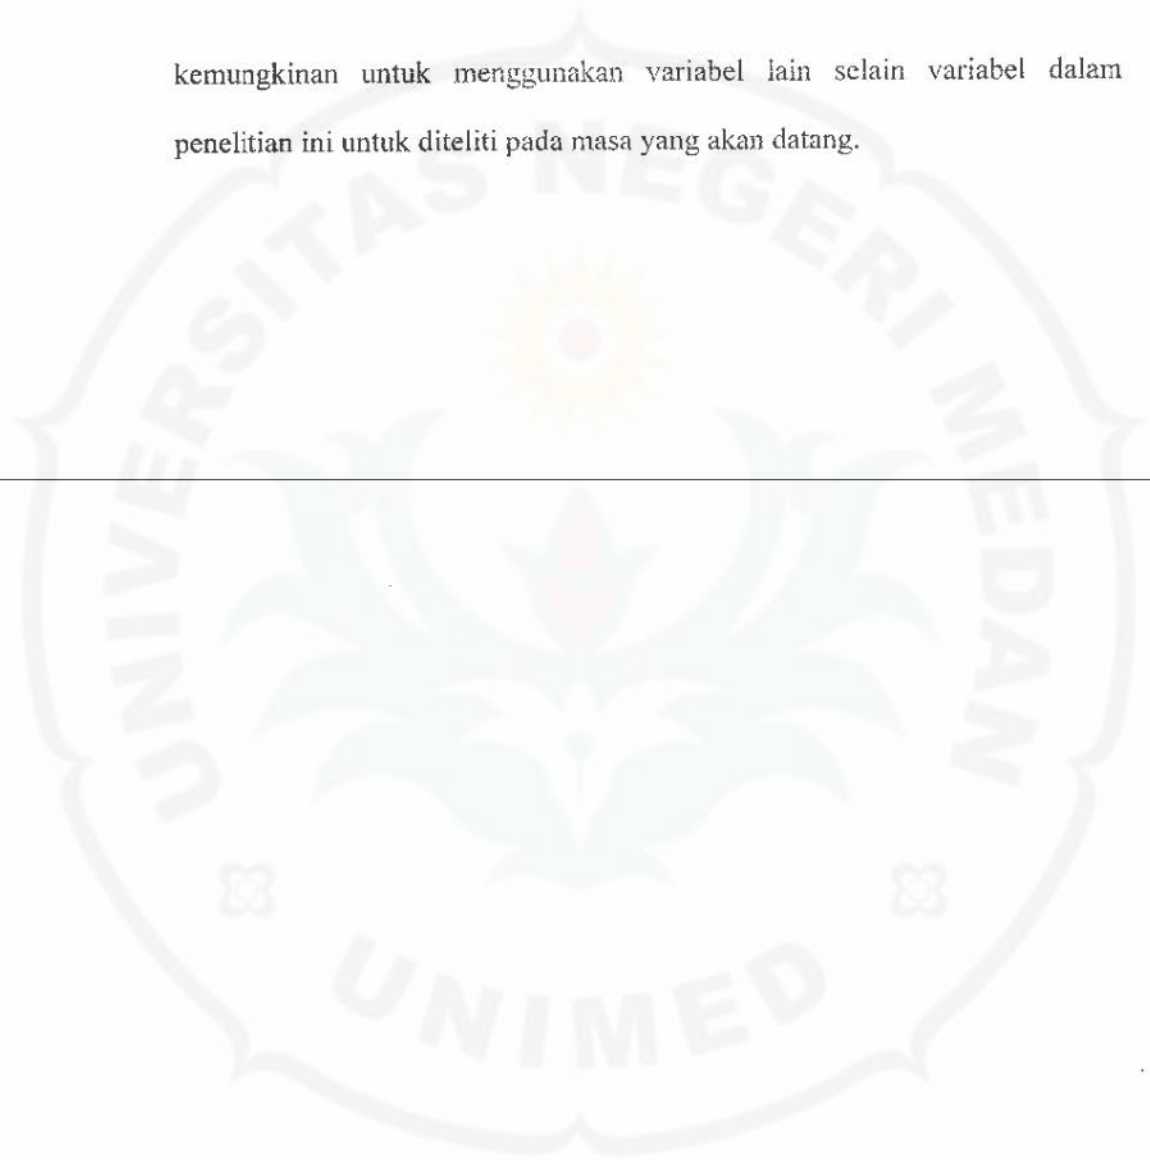 kemungkinan untuk menggunakan variabel lain selain variabel dalam
penelitian ini untuk diteliti pada masa yang akan datang.
UNIVERSITAS NEGERI MEDAN
UNIMED